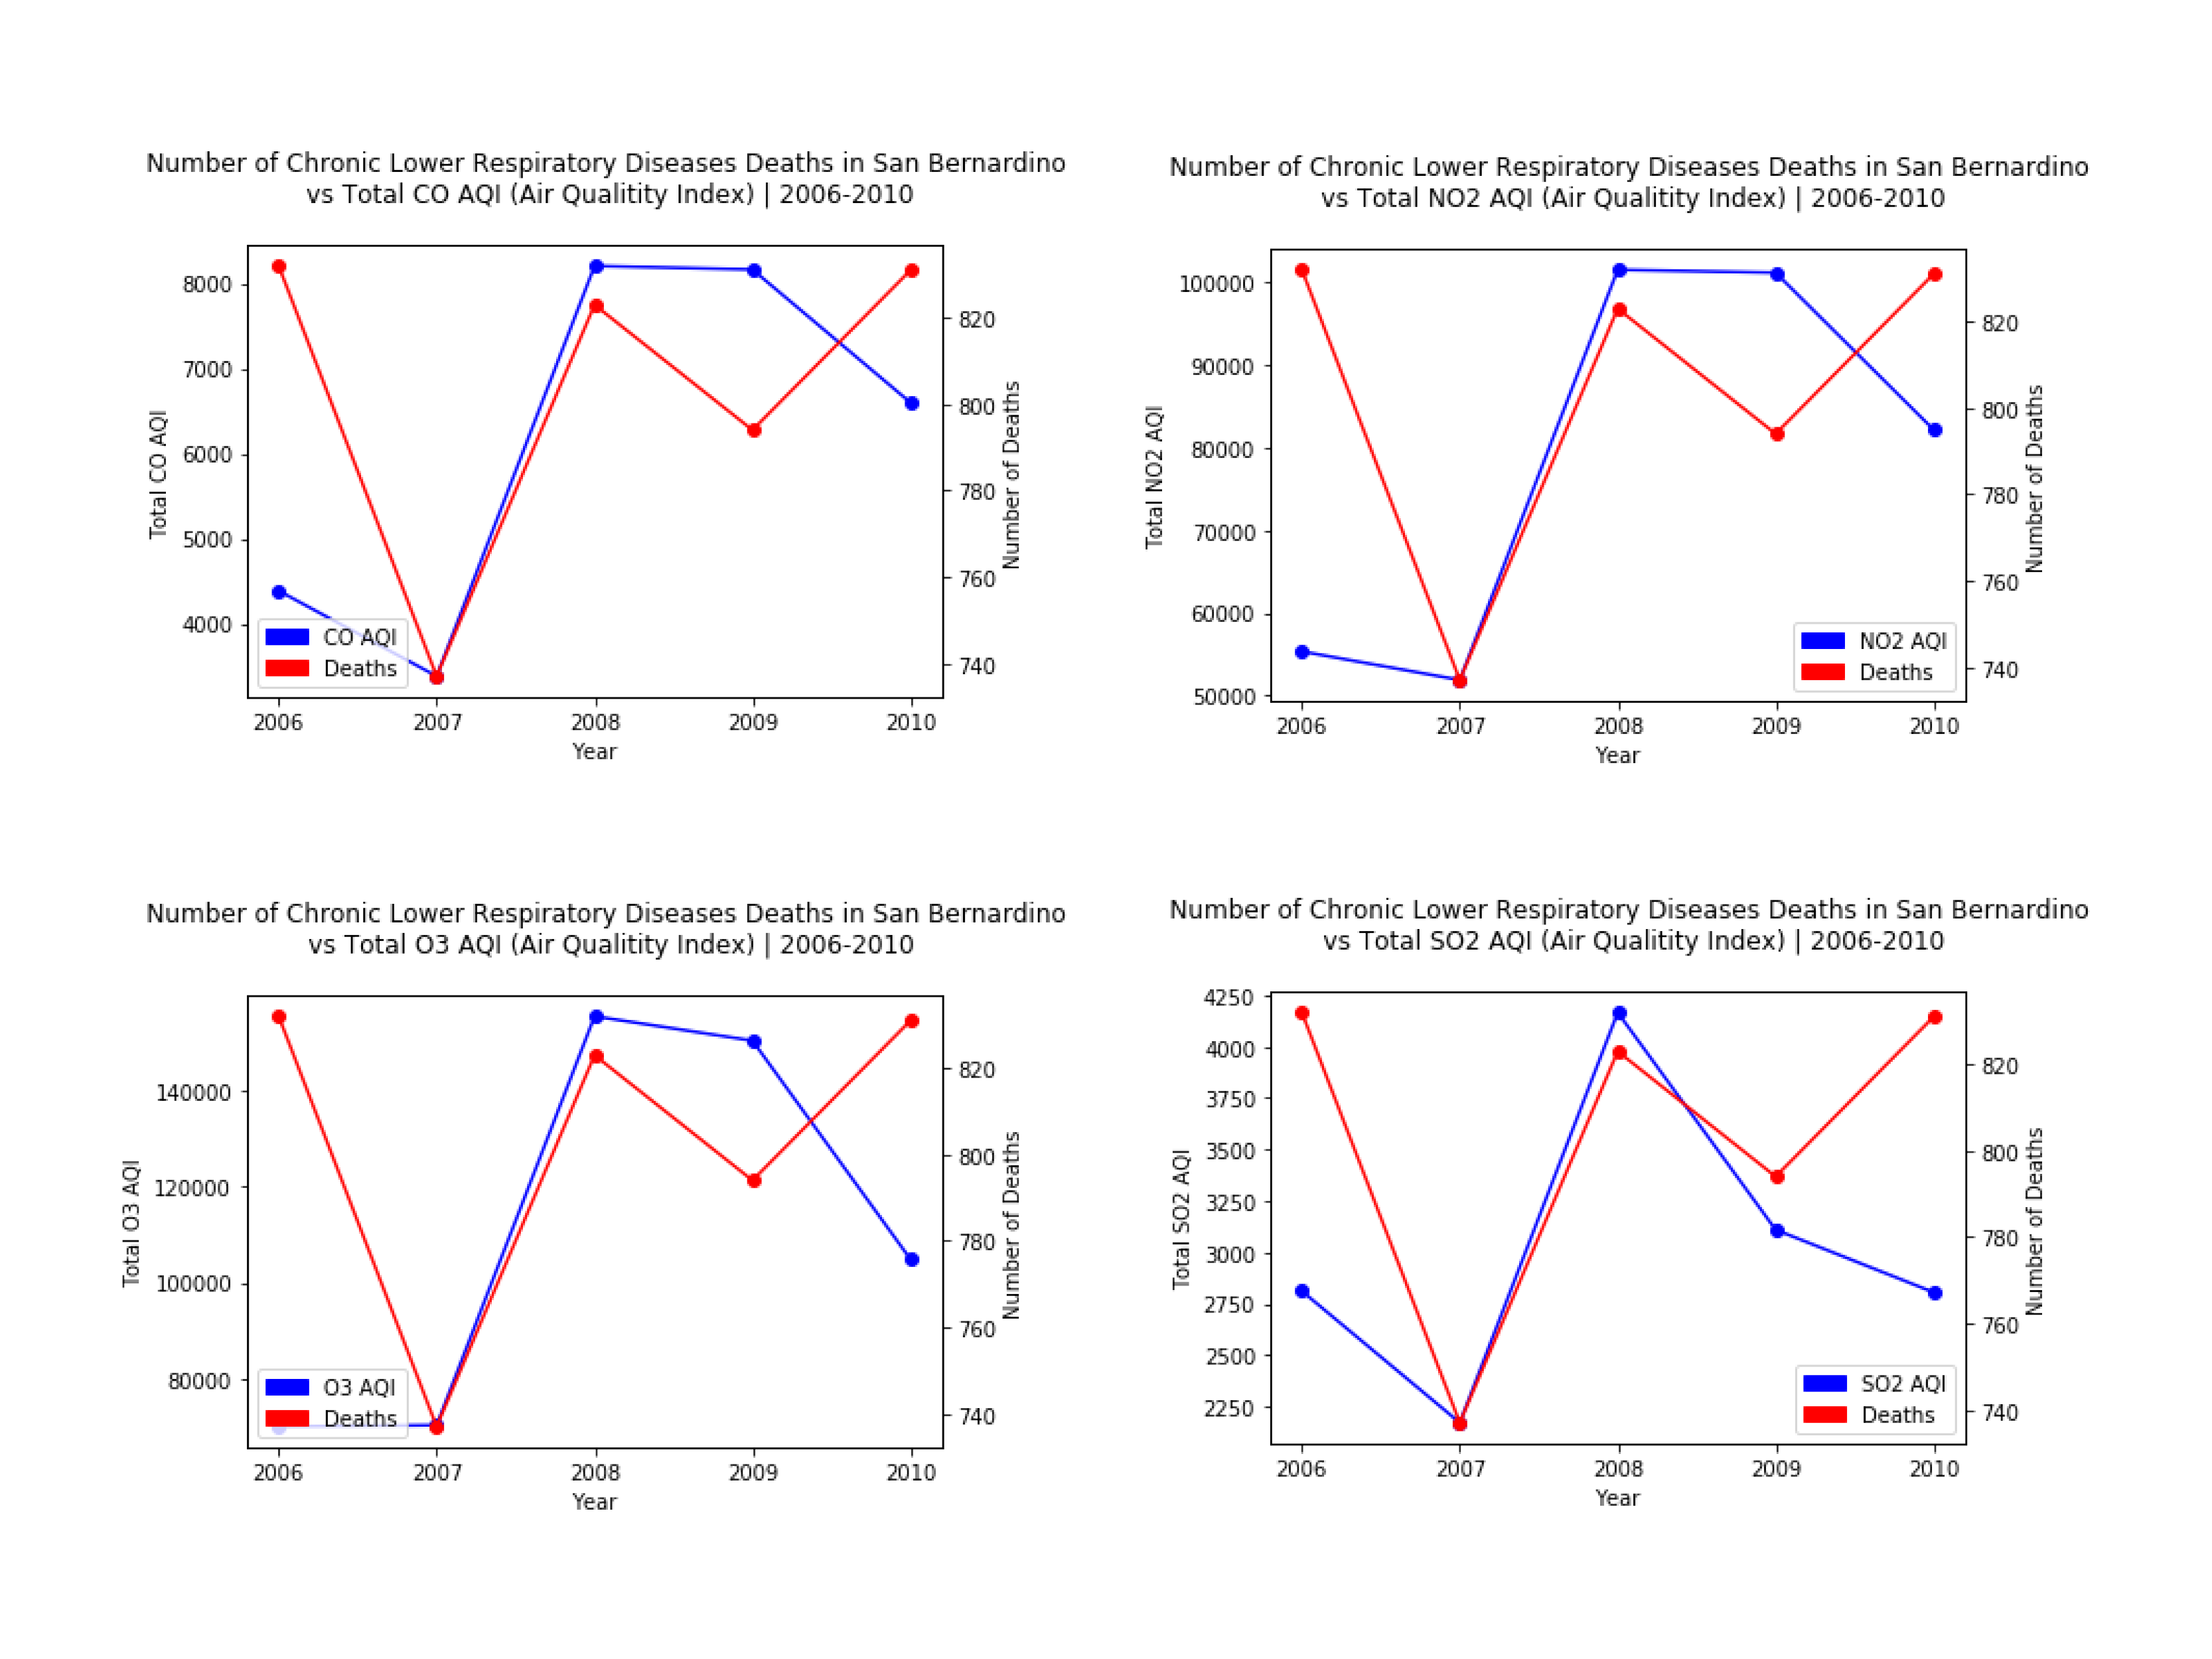 Number of Chronic Lower Respiratory Diseases Deaths in San Bernardino
vs Total CO AQI (Air Qualitity Index) | 2006-2010
8000
7000
6000
5000
4000
Total CO AQI
820
800
780
760
740
Number of Deaths
CO AQI
Deaths
2006 2007 2008 2009 2010
Year
Number of Chronic Lower Respiratory Diseases Deaths in San Bernardino
vs Total NO2 AQI (Air Qualitity Index) | 2006-2010
100000
90000
80000
70000
60000
50000
Total NO2 AQI
820
800
780
760
740
Number of Deaths
NO2 AQI
Deaths
2006 2007 2008 2009 2010
Year
Number of Chronic Lower Respiratory Diseases Deaths in San Bernardino
vs Total O3 AQI (Air Qualitity Index) | 2006-2010
140000
120000
100000
80000
Total O3 AQI
820
800
780
760
740
Number of Deaths
O3 AQI
Deaths
2006 2007 2008 2009 2010
Year
Number of Chronic Lower Respiratory Diseases Deaths in San Bernardino
vs Total SO2 AQI (Air Qualitity Index) | 2006-2010
4250
4000
3750
3500
3250
3000
2750
2500
2250
Total SO2 AQI
820
800
780
760
740
Number of Deaths
SO2 AQI
Deaths
2006 2007 2008 2009 2010
Year